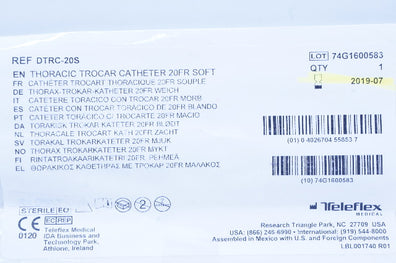 REF DTRC-20S
LOT 74G1600583
QTY 1
2019-07
EN THORACIC TROCAR CATHETER 20FR SOFT
FR CATHETER TROCART THORACIQUE 20FR SOUPLE
DE THORAX-TROKAR-KATHETER 20FR WEICH
IT CATETERE TORACICO CON TROCAR 20FR MORB
ES CATÉTER TORÁCICO CON TROCAR 20FR DE BLANDO
PT CATETER TORACICO C/TROCARTE 20FR MACIO
DA TORAKISK TROKAR KATETER 20FR BLØDT
NL THORACALE TROCART KATH 20FR ZACHT
SV TORAKAL TROKARKATETER 20FR MJUK
NO THORAX TROKARKATETER 20FR MYKT
FI RINTATROAKAARIKATETRI 20FR, PEHMEÄ
EL ΘΩΡΑΚΙΚΟΣ ΚΑΘΕΤΗΡΑΣ ΜΕ ΤΡΟΚΑΡ 20FR ΜΑΛΑΚΟΣ
(01) 0 4026704 55853 7
(10) 74G1600583
STERILE EO
CE 0120
EC REP
Teleflex Medical
IDA Business and
Technology Park,
Athlone, Ireland
Teleflex
MEDICAL
Research Triangle Park, NC 27709 USA
USA: (866) 246-6990 • International: (919) 544-8000
Assembled in Mexico with U.S. and Foreign Components
LBL001740 R01